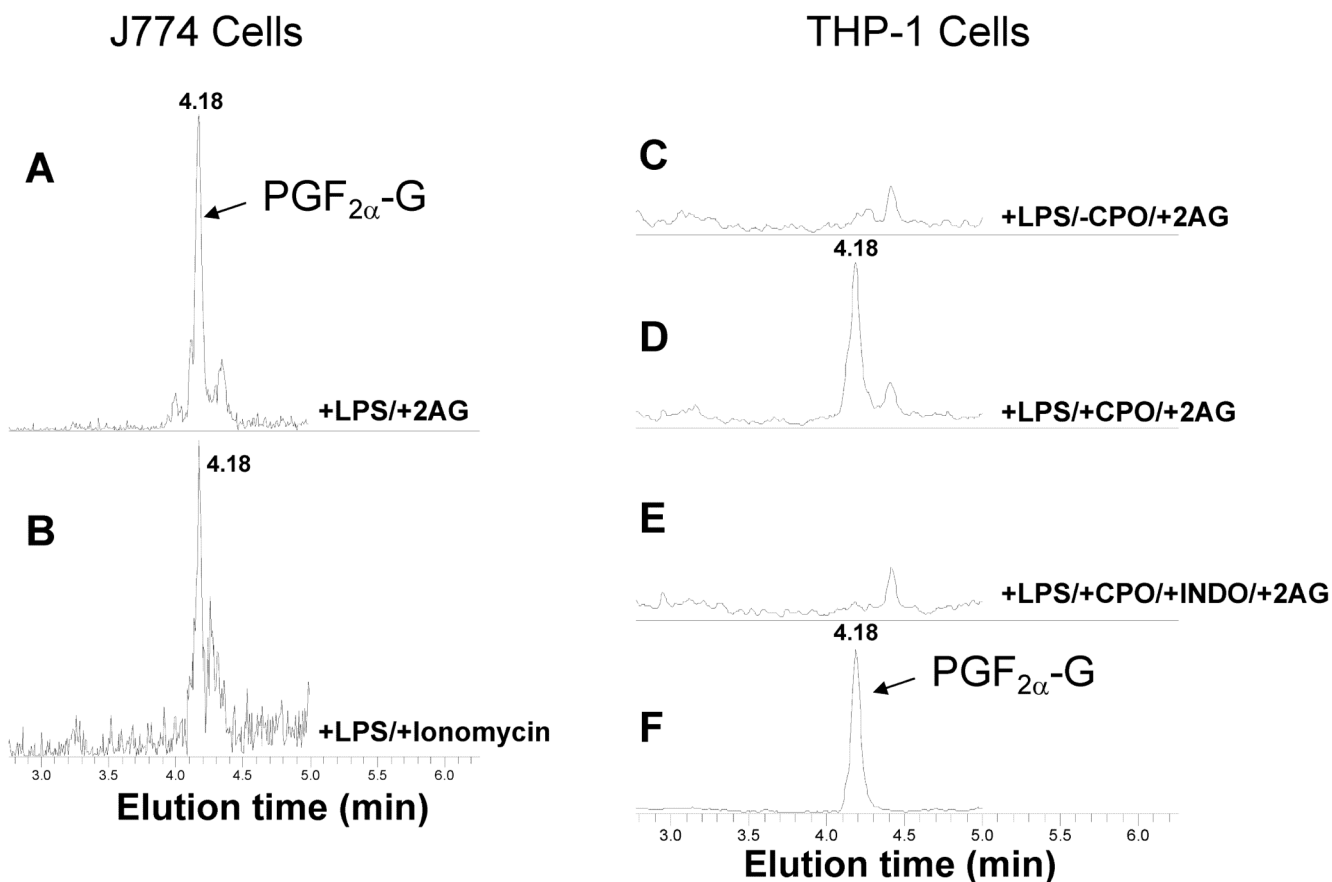 J774 Cells
THP-1 Cells
4.18
A
PGF2α-G
+LPS/+2AG
4.18
B
+LPS/+Ionomycin
3.0 3.5 4.0 4.5 5.0 5.5 6.0
Elution time (min)
C
+LPS/-CPO/+2AG
4.18
D
+LPS/+CPO/+2AG
E
+LPS/+CPO/+INDO/+2AG
4.18
PGF2α-G
F
3.0 3.5 4.0 4.5 5.0 5.5 6.0
Elution time (min)